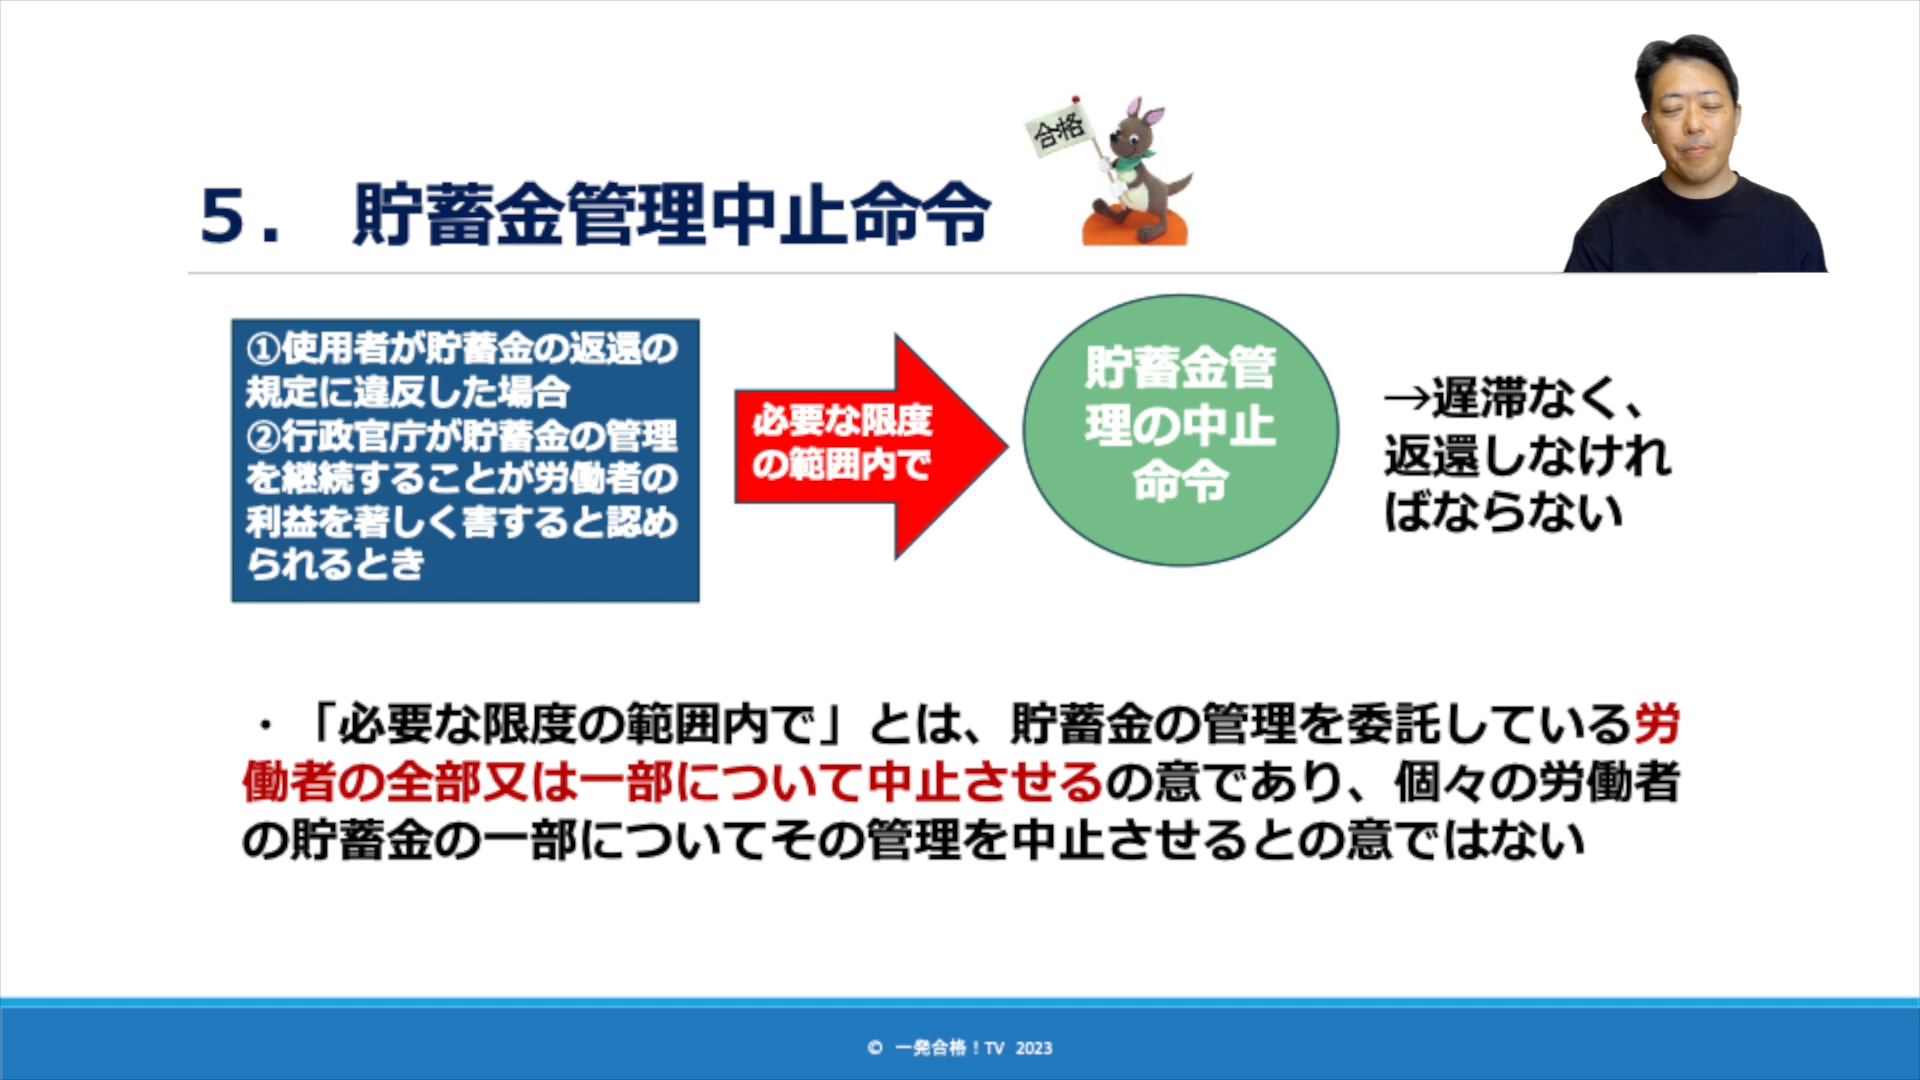 合格
５． 貯蓄金管理中止命令
①使用者が貯蓄金の返還の
規定に違反した場合
②行政官庁が貯蓄金の管理
を継続することが労働者の
利益を著しく害すると認め
られるとき
必要な限度
の範囲内で
貯蓄金管
理の中止
命令
→遅滞なく、
返還しなけれ
ばならない
・「必要な限度の範囲内で」とは、貯蓄金の管理を委託している労
働者の全部又は一部について中止させるの意であり、個々の労働者
の貯蓄金の一部についてその管理を中止させるとの意ではない
© 一発合格！TV 2023